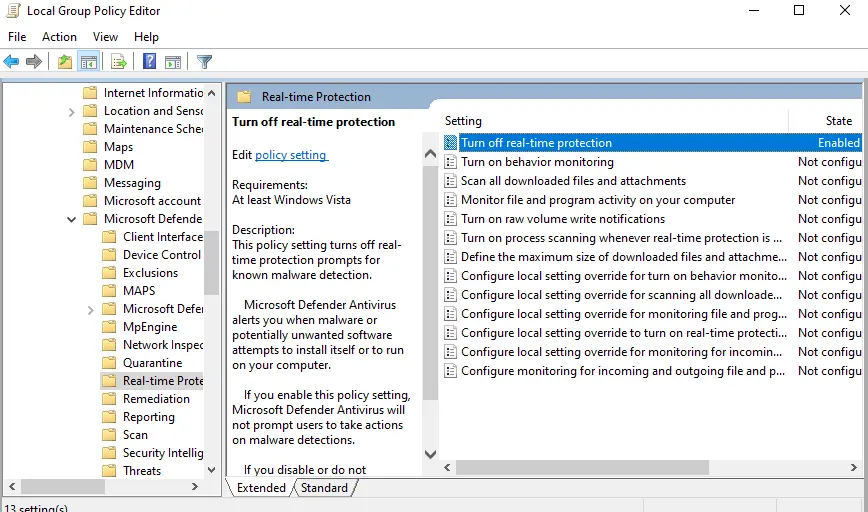 Local Group Policy Editor
File Action View Help
Internet Informatio
Location and Senso
Maintenance Sche
Maps
MDM
Messaging
Microsoft account
Microsoft Defende
Client Interface
Device Control
Exclusions
MAPS
Microsoft Defer
MpEngine
Network Inspec
Quarantine
Real-time Prote
Remediation
Reporting
Scan
Security Intellig
Threats
Real-time Protection
Turn off real-time protection
Edit policy setting
Requirements:
At least Windows Vista
Description:
This policy setting turns off real-
time protection prompts for
known malware detection.
Microsoft Defender Antivirus
alerts you when malware or
potentially unwanted software
attempts to install itself or to run
on your computer.
If you enable this policy setting,
Microsoft Defender Antivirus will
not prompt users to take actions
on malware detections.
If you disable or do not
Setting State
Turn off real-time protection Enabled
Turn on behavior monitoring Not configu
Scan all downloaded files and attachments Not configu
Monitor file and program activity on your computer Not configu
Turn on raw volume write notifications Not configu
Turn on process scanning whenever real-time protection is ... Not configu
Define the maximum size of downloaded files and attachme... Not configu
Configure local setting override for turn on behavior monito... Not configu
Configure local setting override for scanning all downloade... Not configu
Configure local setting override for monitoring file and prog... Not configu
Configure local setting override to turn on real-time protecti... Not configu
Configure local setting override for monitoring for incomin... Not configu
Configure monitoring for incoming and outgoing file and p... Not configu
Extended Standard
13 setting(s)